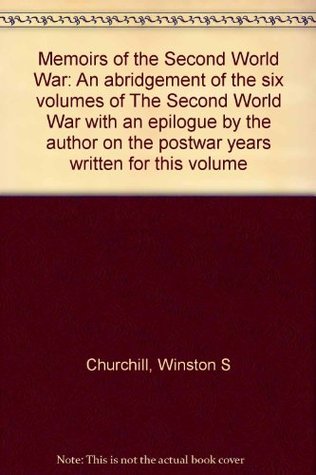 Memoirs of the Second World
War: An abridgement of the six
volumes of The Second World
War with an epilogue by the
author on the postwar years
written for this volume
Churchill, Winston S
Note: This is not the actual book cover